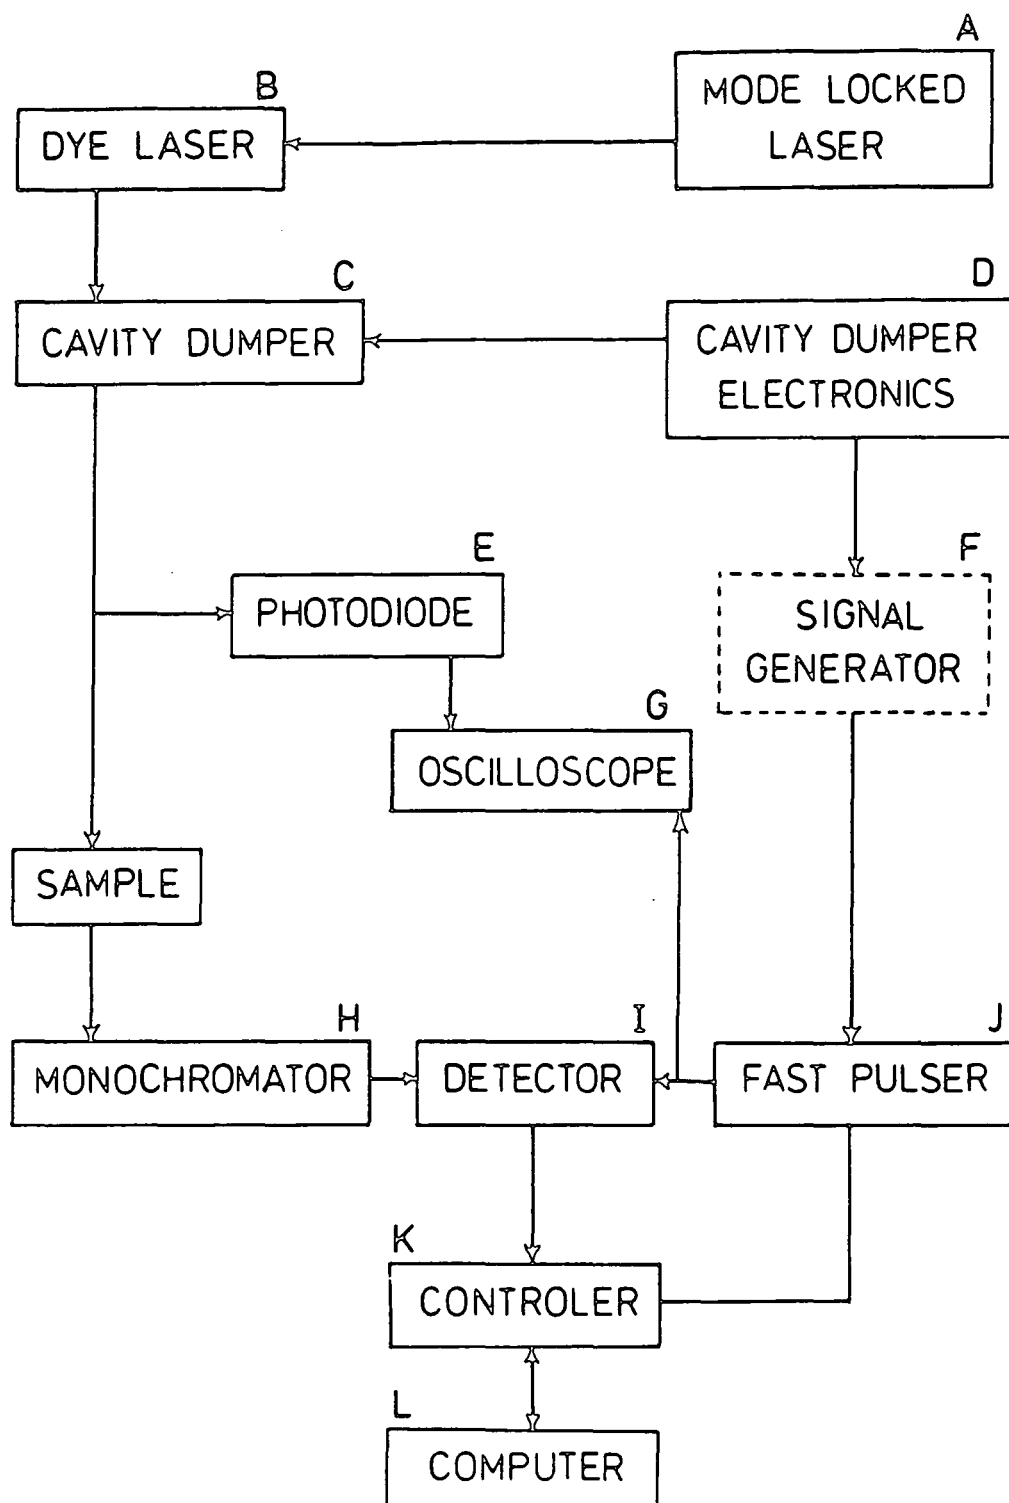 A
MODE LOCKED
LASER
B
DYE LASER
C
CAVITY DUMPER
D
CAVITY DUMPER
ELECTRONICS
E
PHOTODIODE
F
SIGNAL
GENERATOR
G
OSCILLOSCOPE
SAMPLE
H
MONOCHROMATOR
I
DETECTOR
J
FAST PULSER
K
CONTROLER
L
COMPUTER